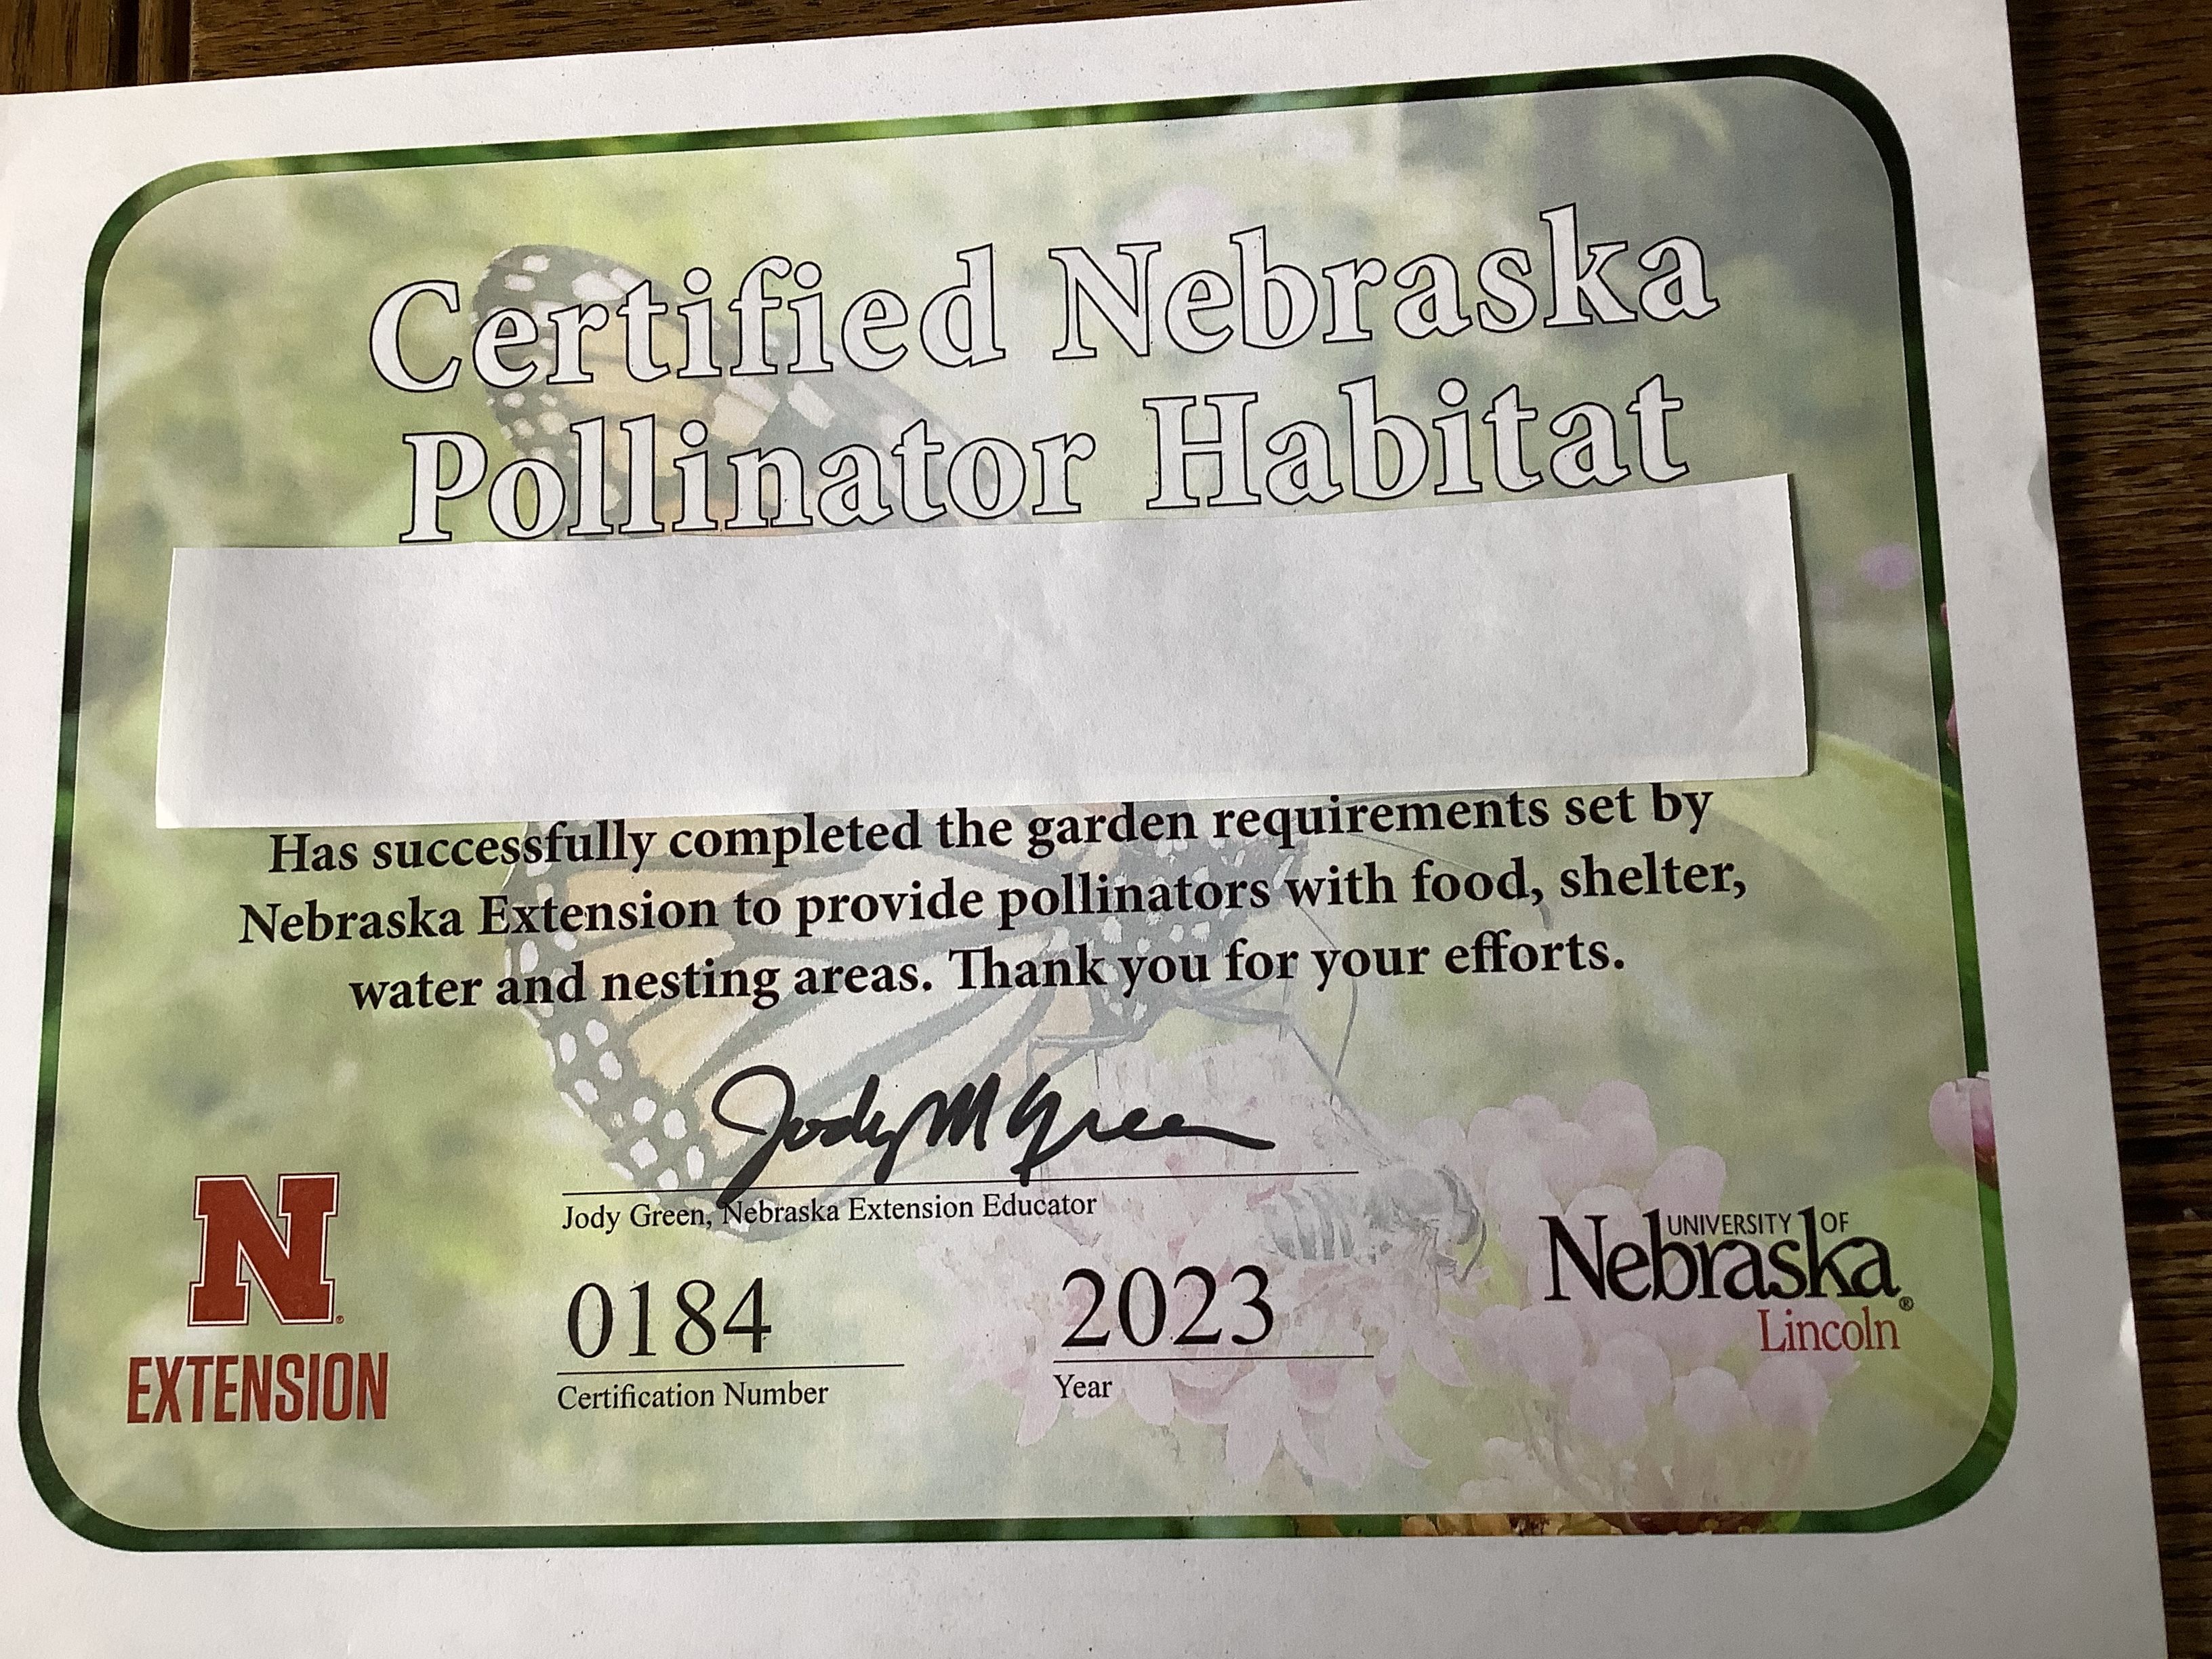 Certified Nebraska
Pollinator Habitat
Has successfully completed the garden requirements set by
Nebraska Extension to provide pollinators with food, shelter,
water and nesting areas. Thank you for your efforts.
Jody M Green
Jody Green, Nebraska Extension Educator
N
EXTENSION
0184
Certification Number
2023
Year
UNIVERSITY OF
Nebraska®
Lincoln